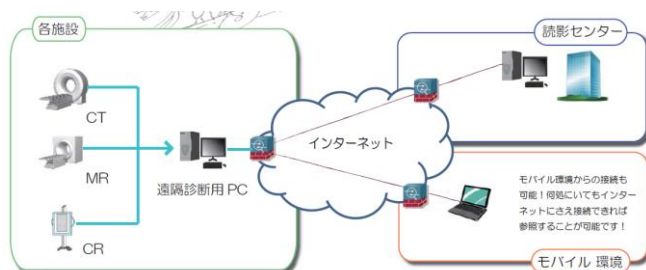 各施設
CT
MR
CR
遠隔診断用 PC
インターネット
読影センター
モバイル環境からの接続も
可能！何処にいてもインター
ネットにさえ接続できれば
参照することが可能です！
モバイル 環境